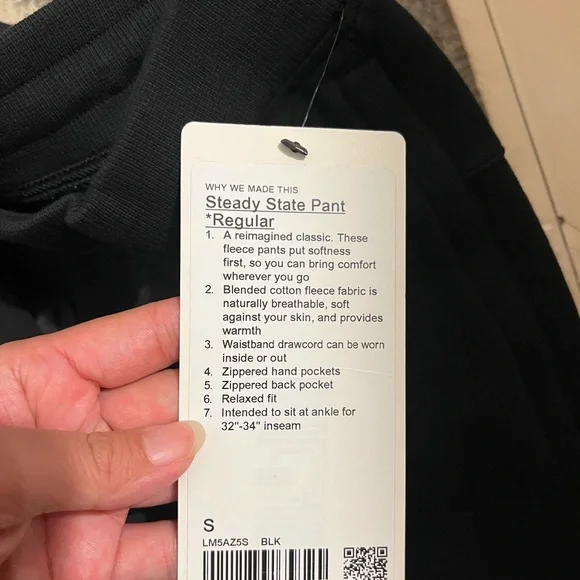 WHY WE MADE THIS
Steady State Pant
*Regular
1. A reimagined classic. These
fleece pants put softness
first, so you can bring comfort
wherever you go
2. Blended cotton fleece fabric is
naturally breathable, soft
against your skin, and provides
warmth
3. Waistband drawcord can be worn
inside or out
4. Zippered hand pockets
5. Zippered back pocket
6. Relaxed fit
7. Intended to sit at ankle for
32"-34" inseam
S
LM5AZ5S BLK